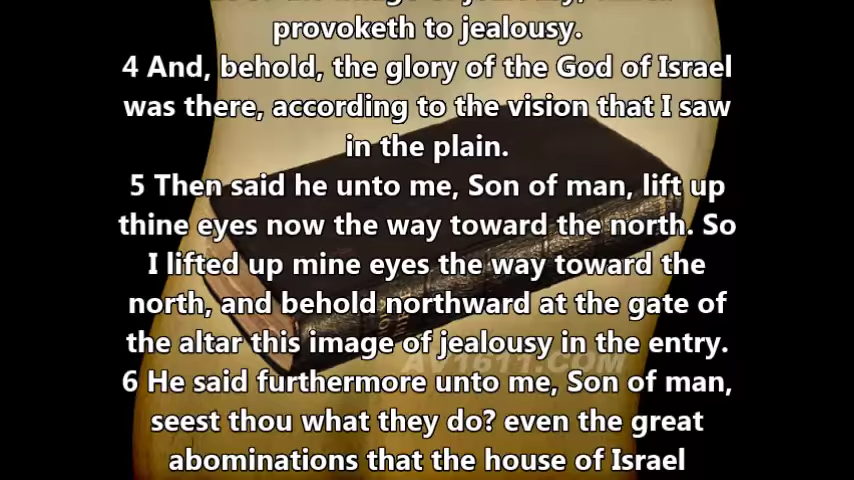 provoketh to jealousy.
4 And, behold, the glory of the God of Israel
was there, according to the vision that I saw
in the plain.
5 Then said he unto me, Son of man, lift up
thine eyes now the way toward the north. So
I lifted up mine eyes the way toward the
north, and behold northward at the gate of
the altar this image of jealousy in the entry.
AV1611.COM
6 He said furthermore unto me, Son of man,
seest thou what they do? even the great
abominations that the house of Israel